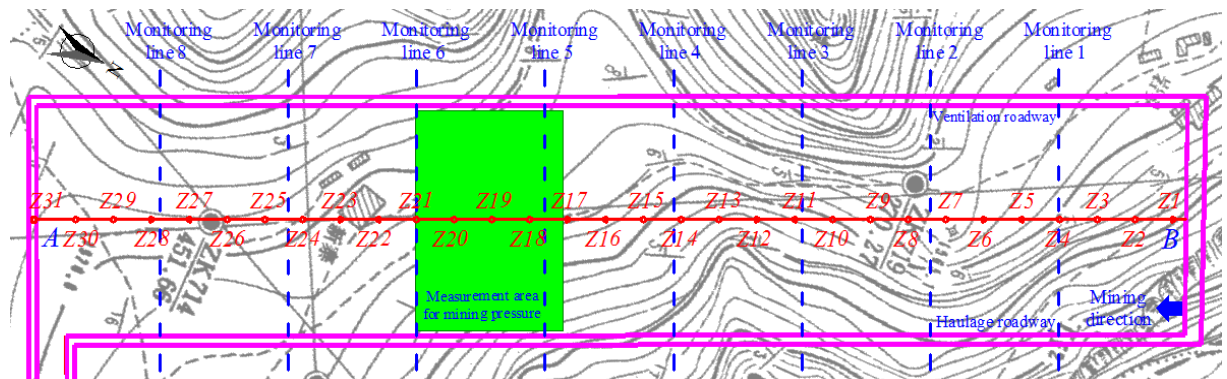 Monitoring line 8
Monitoring line 7
Monitoring line 6
Monitoring line 5
Monitoring line 4
Monitoring line 3
Monitoring line 2
Monitoring line 1
N
Ventilation roadway
Z31 Z29 Z27 Z25 Z23 Z21 Z19 Z17 Z15 Z13 Z11 Z9 Z7 Z5 Z3 Z1
A Z30 Z28 Z26 Z24 Z22 Z20 Z18 Z16 Z14 Z12 Z10 Z8 Z6 Z4 Z2 B
ZK714
451.66
Measurement area
for mining pressure
Mining
direction
Haulage roadway